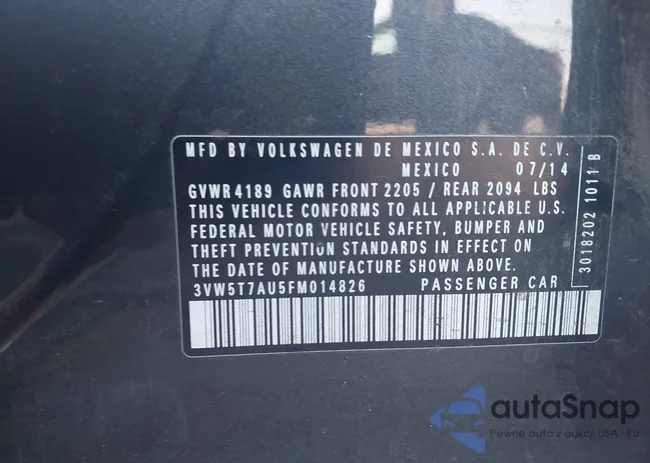 MFD BY VOLKSWAGEN DE MEXICO S.A. DE C.V.
MEXICO 07/14
GVWR 4189 GAWR FRONT 2205 / REAR 2094 LBS
THIS VEHICLE CONFORMS TO ALL APPLICABLE U.S.
FEDERAL MOTOR VEHICLE SAFETY, BUMPER AND
THEFT PREVENTION STANDARDS IN EFFECT ON
THE DATE OF MANUFACTURE SHOWN ABOVE.
3VW5T7AU5FM014826 PASSENGER CAR
3018202 1011 B
autaSnap
Pewne auta z aukcji USA - EU